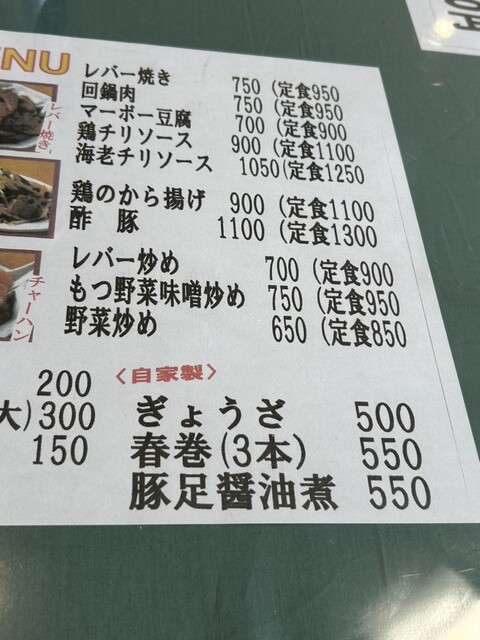 MENU
レバー焼き 750 (定食950
回鍋肉 750 (定食950
マーボー豆腐 700 (定食900
鶏チリソース 900 (定食1100
海老チリソース 1050(定食1250
鶏のから揚げ 900 (定食1100
酢 豚 1100 (定食1300
レバー炒め 700 (定食900
もつ野菜味噌炒め 750 (定食950
野菜炒め 650 (定食850
レバー焼き
チャーハン
200
大)300
150
〈自家製〉
ぎょうざ 500
春巻(3本) 550
豚足醤油煮 550
0円